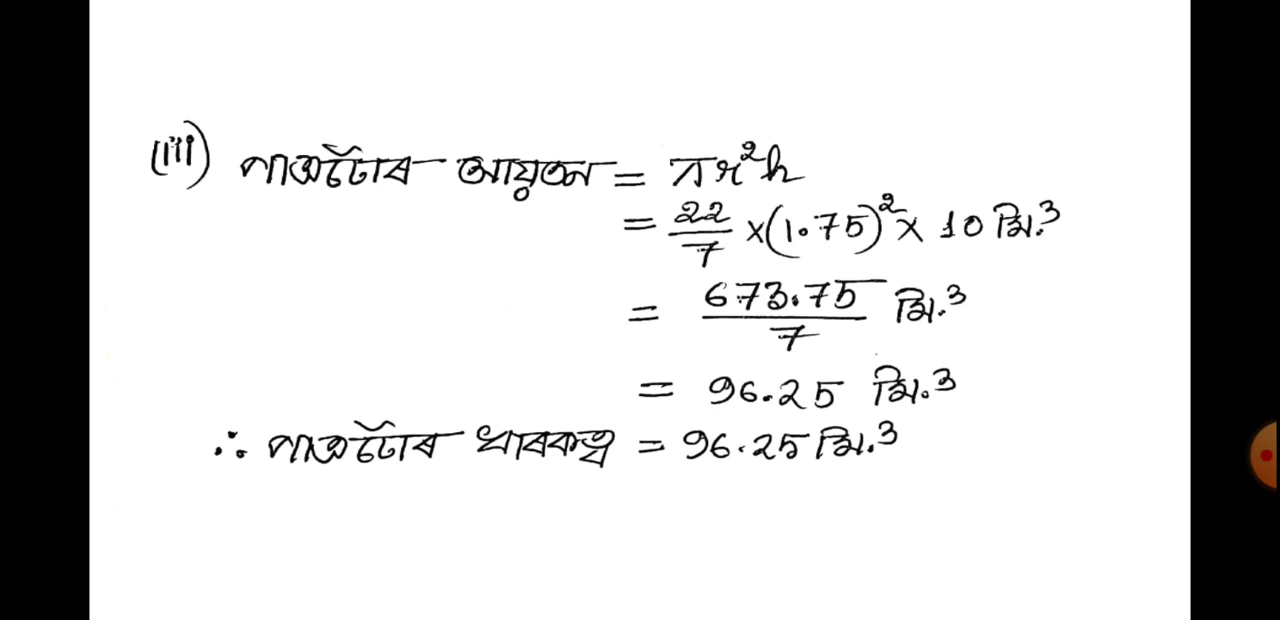 (iii) পাত্ৰটোৰ আয়তন = πr²h
= 22/7 × (1.75)² × 10 মি.³
= 673.75/7 মি.³
= 96.25 মি.³
∴ পাত্ৰটোৰ ধাৰকত্ব = 96.25 মি.³